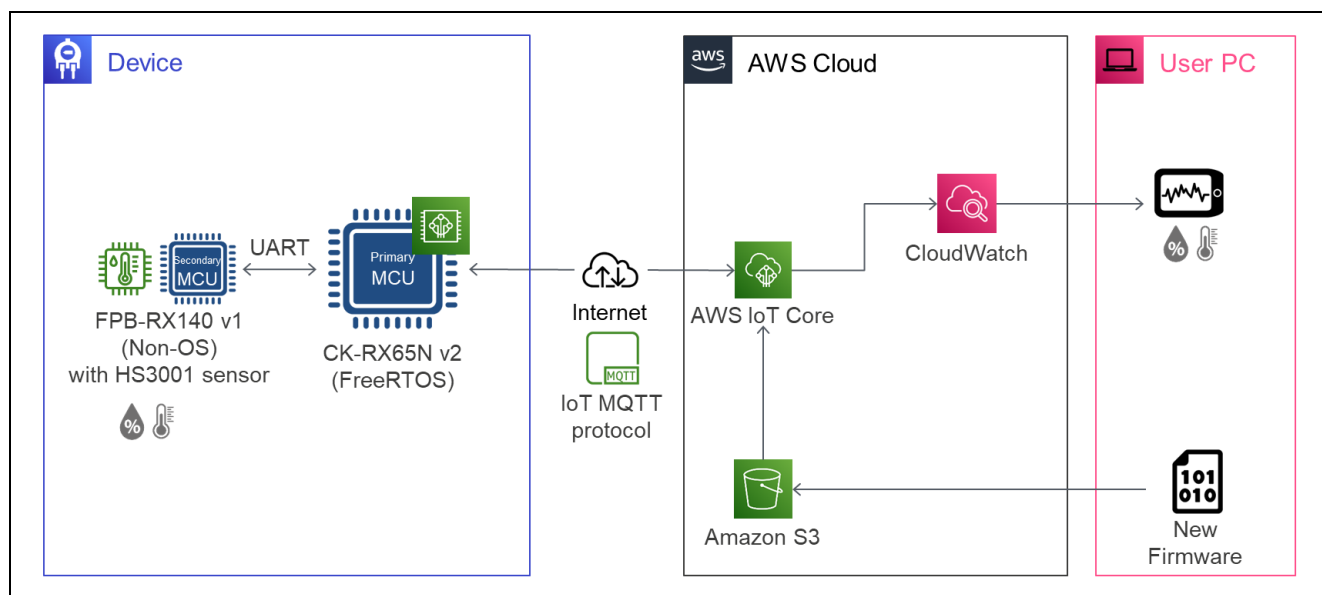 Device
aws
AWS Cloud
User PC
Secondary
MCU
UART
Primary
MCU
FPB-RX140 v1
(Non-OS)
with HS3001 sensor
%
CK-RX65N v2
(FreeRTOS)
Internet
MQTT
IoT MQTT
protocol
AWS IoT Core
CloudWatch
%
Amazon S3
101
010
New
Firmware